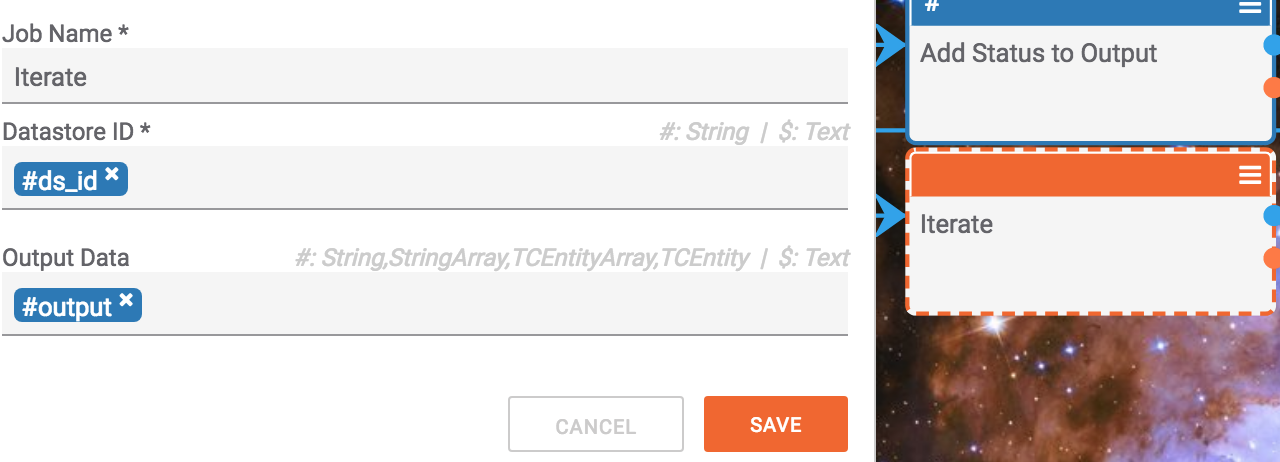 Job Name *
Iterate
Datastore ID *
#: String | $: Text
#ds_id
Output Data
#: String,StringArray,TCEntityArray,TCEntity | $: Text
#output
CANCEL
SAVE
#
Add Status to Output
Iterate